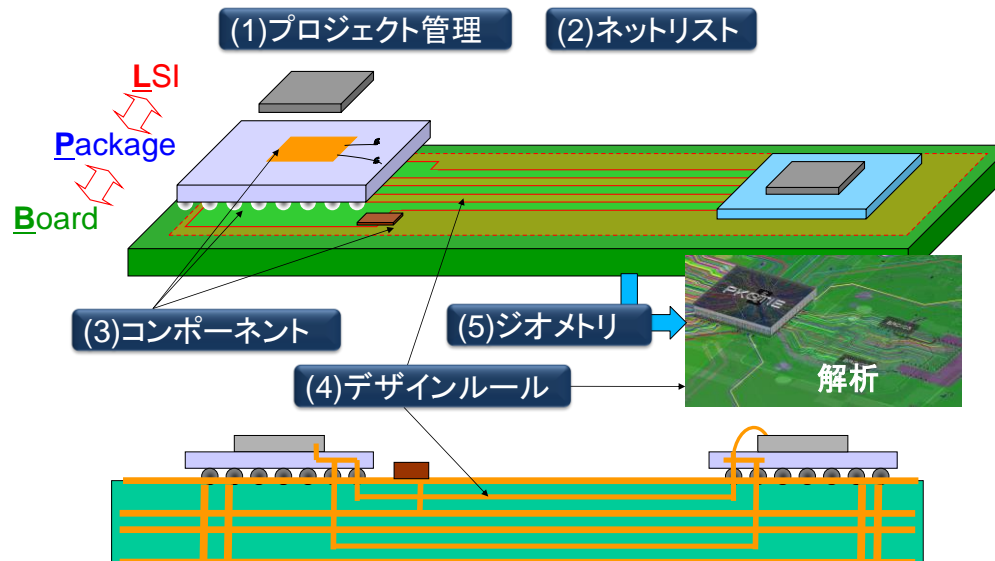 (1)プロジェクト管理
(2)ネットリスト
LSI
Package
Board
(3)コンポーネント
(5)ジオメトリ
解析
(4)デザインルール